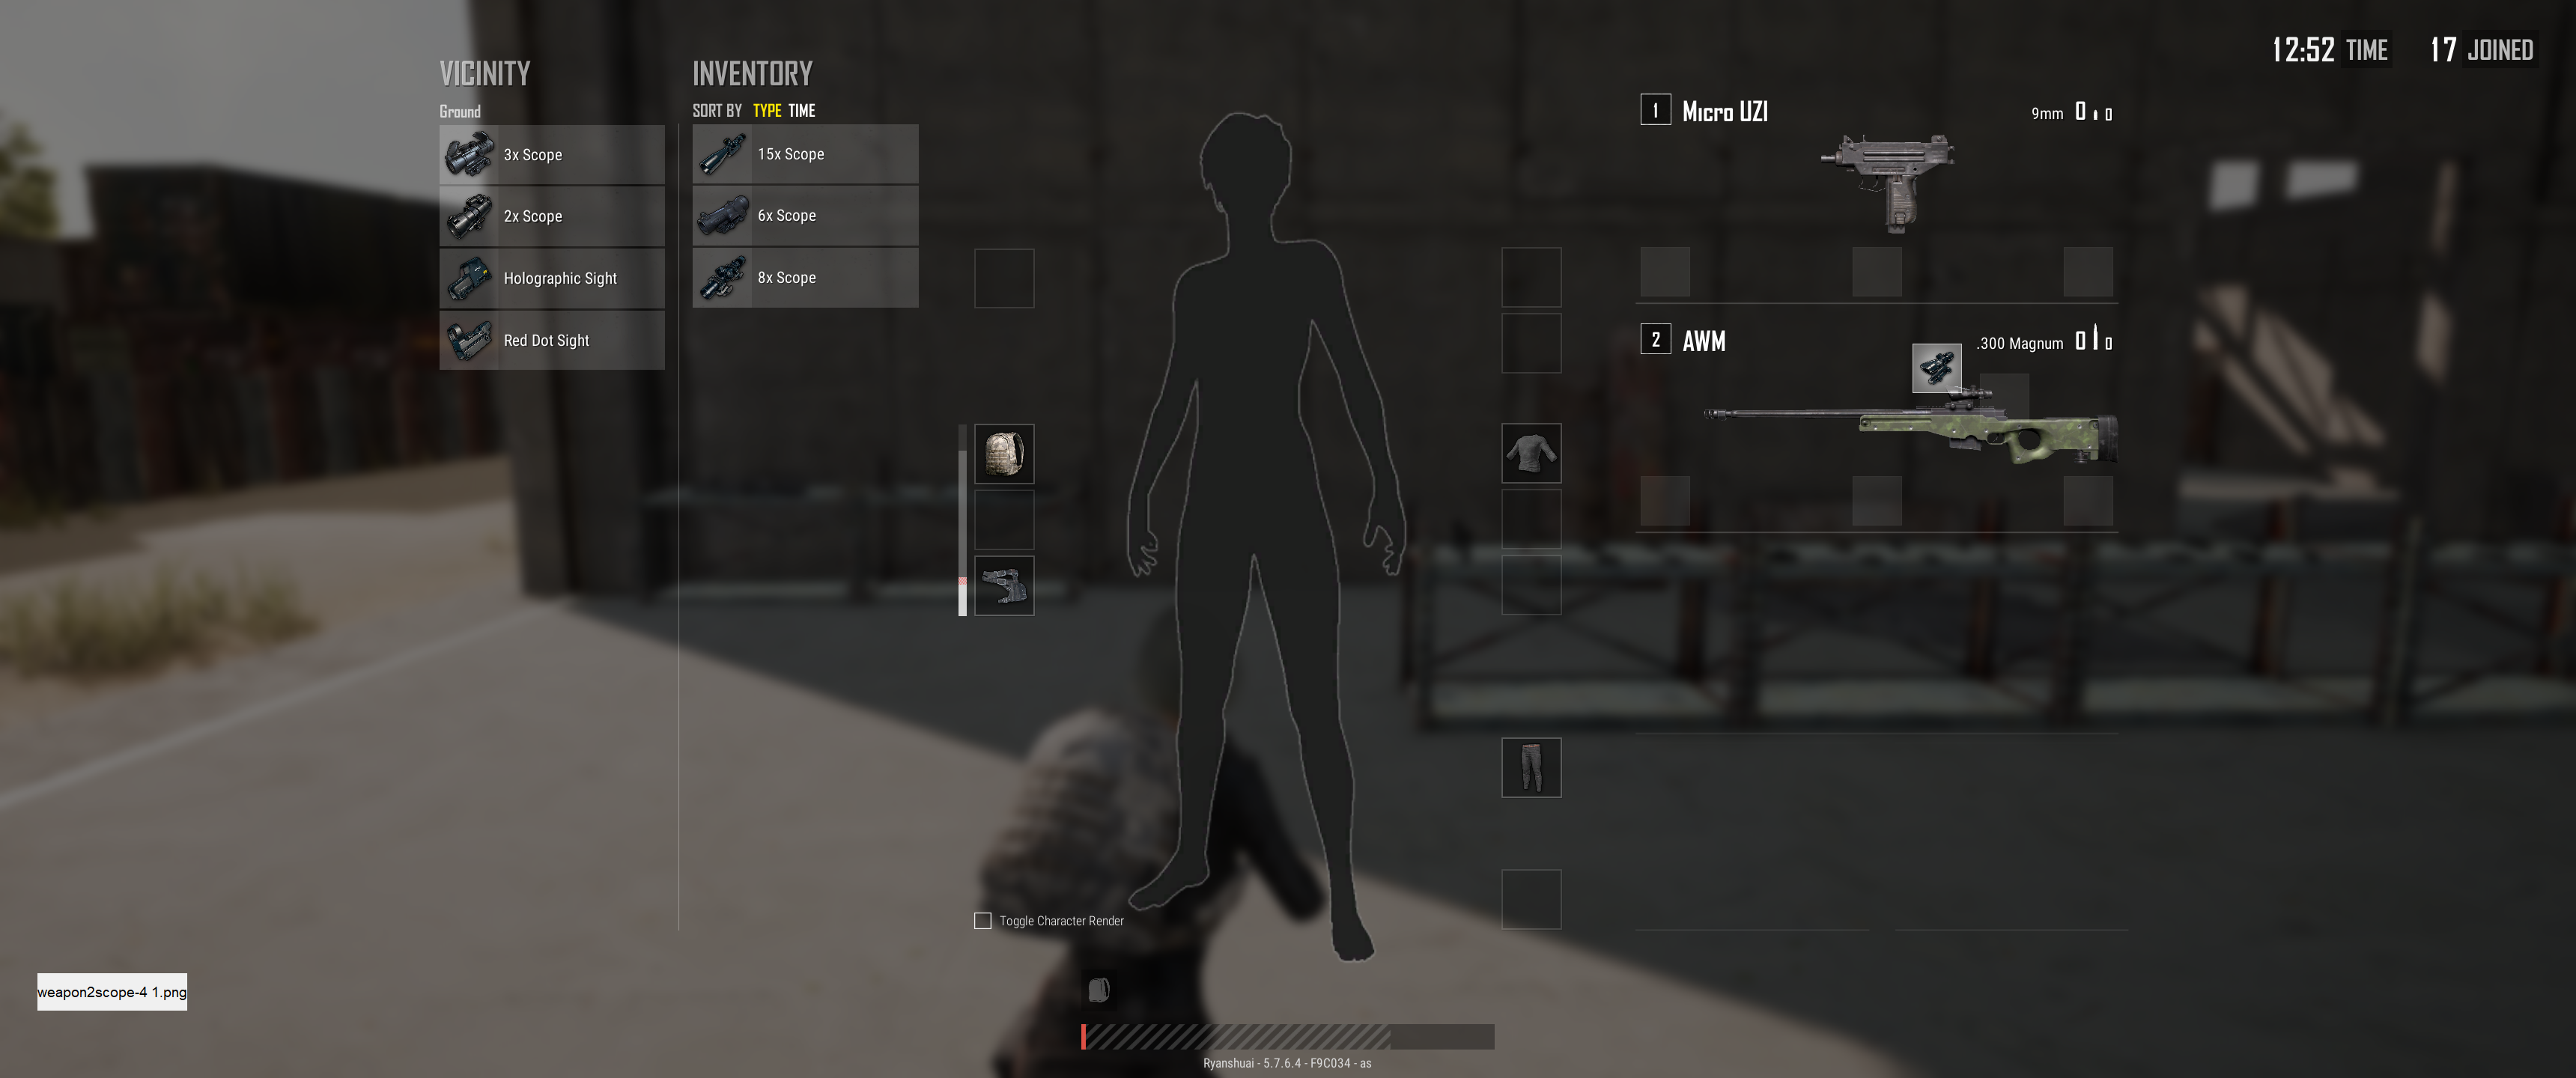 12:52 TIME 17 JOINED
VICINITY
Ground
3x Scope
2x Scope
Holographic Sight
Red Dot Sight
INVENTORY
SORT BY TYPE TIME
15x Scope
6x Scope
8x Scope
1 Micro UZI 9mm 0 0
2 AWM .300 Magnum 0 0
Toggle Character Render
weapon2scope-4 1.png
Ryanshuai - 5.7.6.4 - F9C034 - as